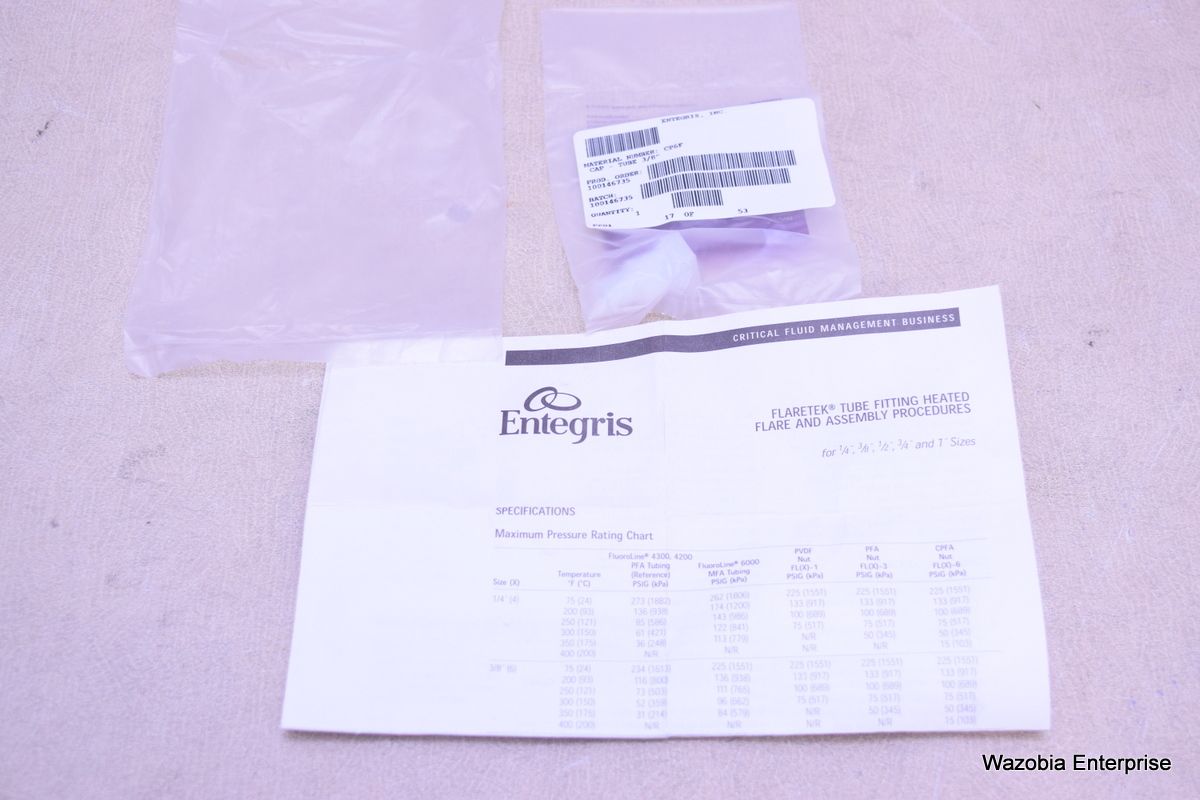 ENTEGRIS, INC
MATERIAL NUMBER: CP6F
CAP - TUBE 3/8"
PROD. ORDER:
100146735
BATCH:
100146735
QUANTITY: 1 17 OF 53
CRITICAL FLUID MANAGEMENT BUSINESS
Entegris
FLARETEK® TUBE FITTING HEATED
FLARE AND ASSEMBLY PROCEDURES
for 1/4", 3/8", 1/2", 3/4" and 1" Sizes
SPECIFICATIONS
Maximum Pressure Rating Chart
Size (X) Temperature °F (°C) FluoroLine® 4300, 4200 PFA Tubing (Reference) PSIG (kPa) FluoroLine® 6000 MFA Tubing PSIG (kPa) PVDF Nut FL(X)-1 PSIG (kPa) PFA Nut FL(X)-3 PSIG (kPa) CPFA Nut FL(X)-6 PSIG (kPa)
1/4" (4) 75 (24) 273 (1882) 262 (1806) 225 (1551) 225 (1551) 225 (1551)
200 (93) 136 (938) 174 (1200) 133 (917) 133 (917) 133 (917)
250 (121) 85 (586) 143 (986) 100 (689) 100 (689) 100 (689)
300 (150) 61 (421) 122 (841) 75 (517) 75 (517) 75 (517)
350 (175) 36 (248) 113 (779) N/R 50 (345) 50 (345)
400 (200) N/R N/R N/R N/R 15 (103)
3/8" (6) 75 (24) 234 (1613) 225 (1551) 225 (1551) 225 (1551) 225 (1551)
200 (93) 116 (800) 136 (938) 133 (917) 133 (917) 133 (917)
250 (121) 73 (503) 111 (765) 100 (689) 100 (689) 100 (689)
300 (150) 52 (359) 96 (662) 75 (517) 75 (517) 75 (517)
350 (175) 31 (214) 84 (579) N/R 50 (345) 50 (345)
400 (200) N/R N/R N/R N/R 15 (103)
Wazobia Enterprise